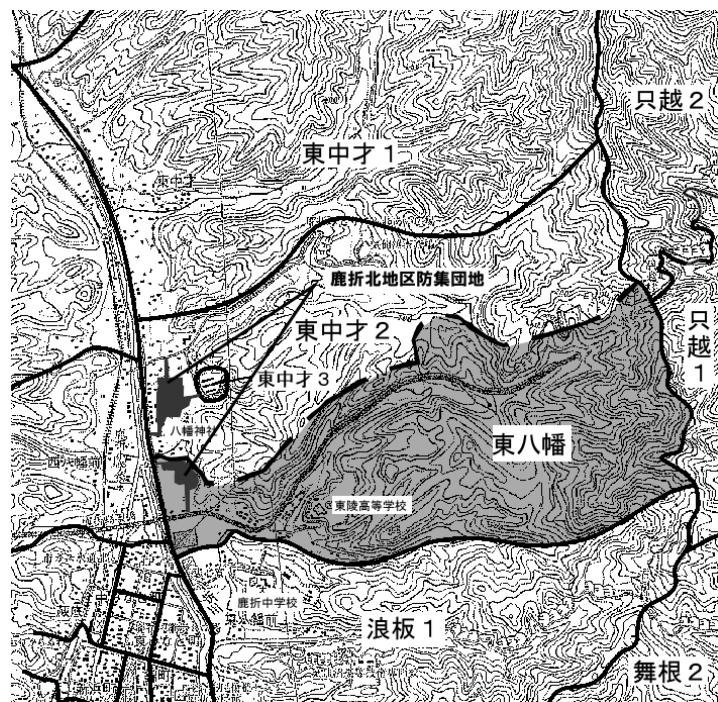 只越2
東中才1
東中才
鹿折北地区防集団地
東中才2
只越1
東中才3
八幡神社
東八幡
東陵高等学校
鹿折中学校
浪板1
舞根2